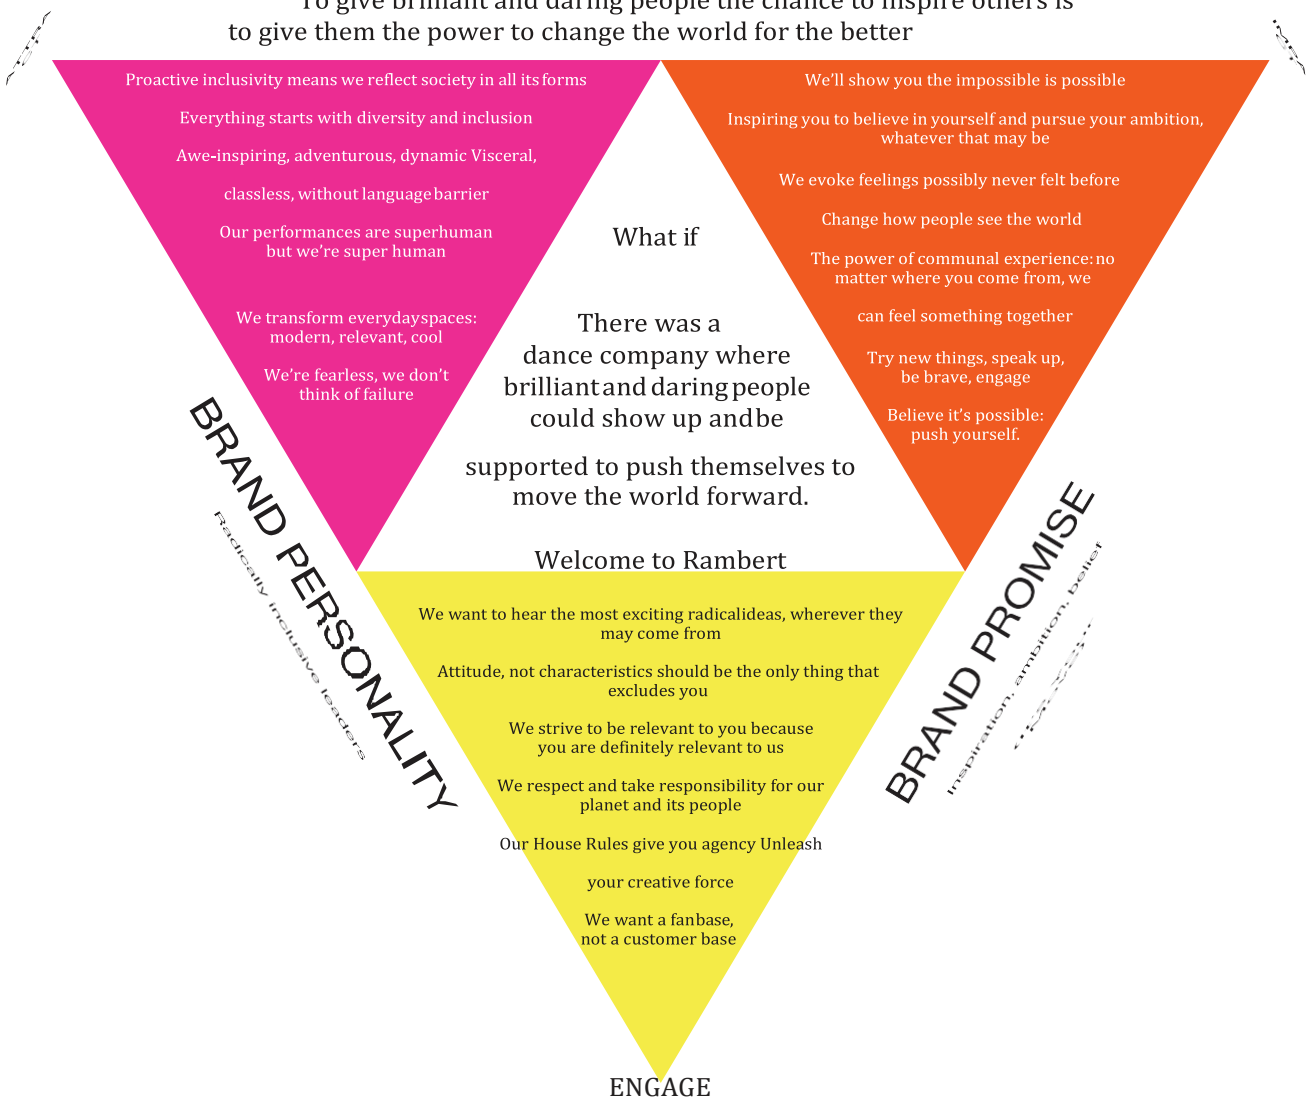 To give brilliant and daring people the chance to inspire others is
to give them the power to change the world for the better
Proactive inclusivity means we reflect society in all its forms
Everything starts with diversity and inclusion
Awe-inspiring, adventurous, dynamic Visceral,
classless, without language barrier
Our performances are superhuman
but we're super human
We transform everydayspaces:
modern, relevant, cool
We're fearless, we don't
think of failure
We'll show you the impossible is possible
Inspiring you to believe in yourself and pursue your ambition,
whatever that may be
We evoke feelings possibly never felt before
Change how people see the world
The power of communal experience: no
matter where you come from, we
can feel something together
Try new things, speak up,
be brave, engage
Believe it's possible:
push yourself.
What if
There was a
dance company where
brilliant and daring people
could show up andbe
supported to push themselves to
move the world forward.
Welcome to Rambert
BRAND PERSONALITY
Radically inclusive leaders
BRAND PROMISE
Inspiration, ambition, belief
We want to hear the most exciting radicalideas, wherever they
may come from
Attitude, not characteristics should be the only thing that
excludes you
We strive to be relevant to you because
you are definitely relevant to us
We respect and take responsibility for our
planet and its people
Our House Rules give you agency Unleash
your creative force
We want a fanbase,
not a customer base
ENGAGE